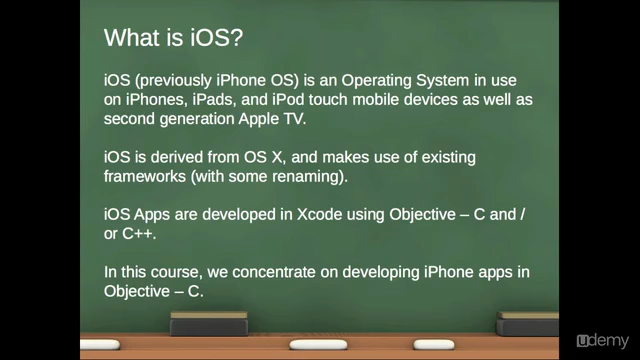 What is iOS?
iOS (previously iPhone OS) is an Operating System in use
on iPhones, iPads, and iPod touch mobile devices as well as
second generation Apple TV.
iOS is derived from OS X, and makes use of existing
frameworks (with some renaming).
iOS Apps are developed in Xcode using Objective – C and /
or C++.
In this course, we concentrate on developing iPhone apps in
Objective – C.
udemy